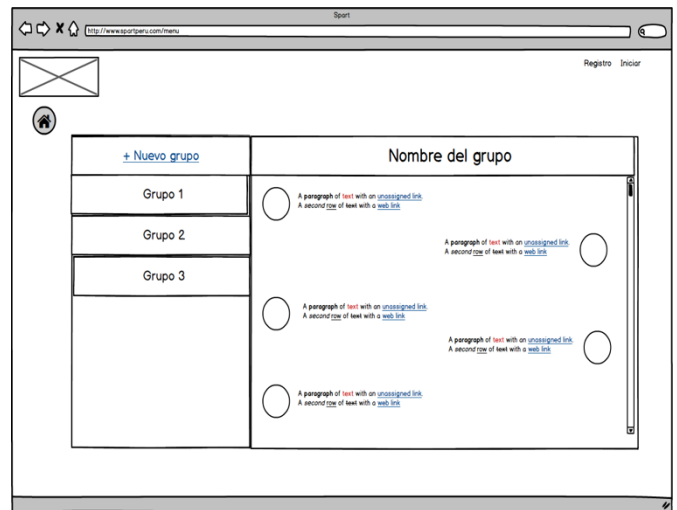 Sport
http://www.sportperu.com/menu
Registro Iniciar
+ Nuevo grupo
Nombre del grupo
Grupo 1
Grupo 2
Grupo 3
A paragraph of text with an unassigned link.
A second row of text with a web link
A paragraph of text with an unassigned link.
A second row of text with a web link
A paragraph of text with an unassigned link.
A second row of text with a web link
A paragraph of text with an unassigned link.
A second row of text with a web link
A paragraph of text with an unassigned link.
A second row of text with a web link